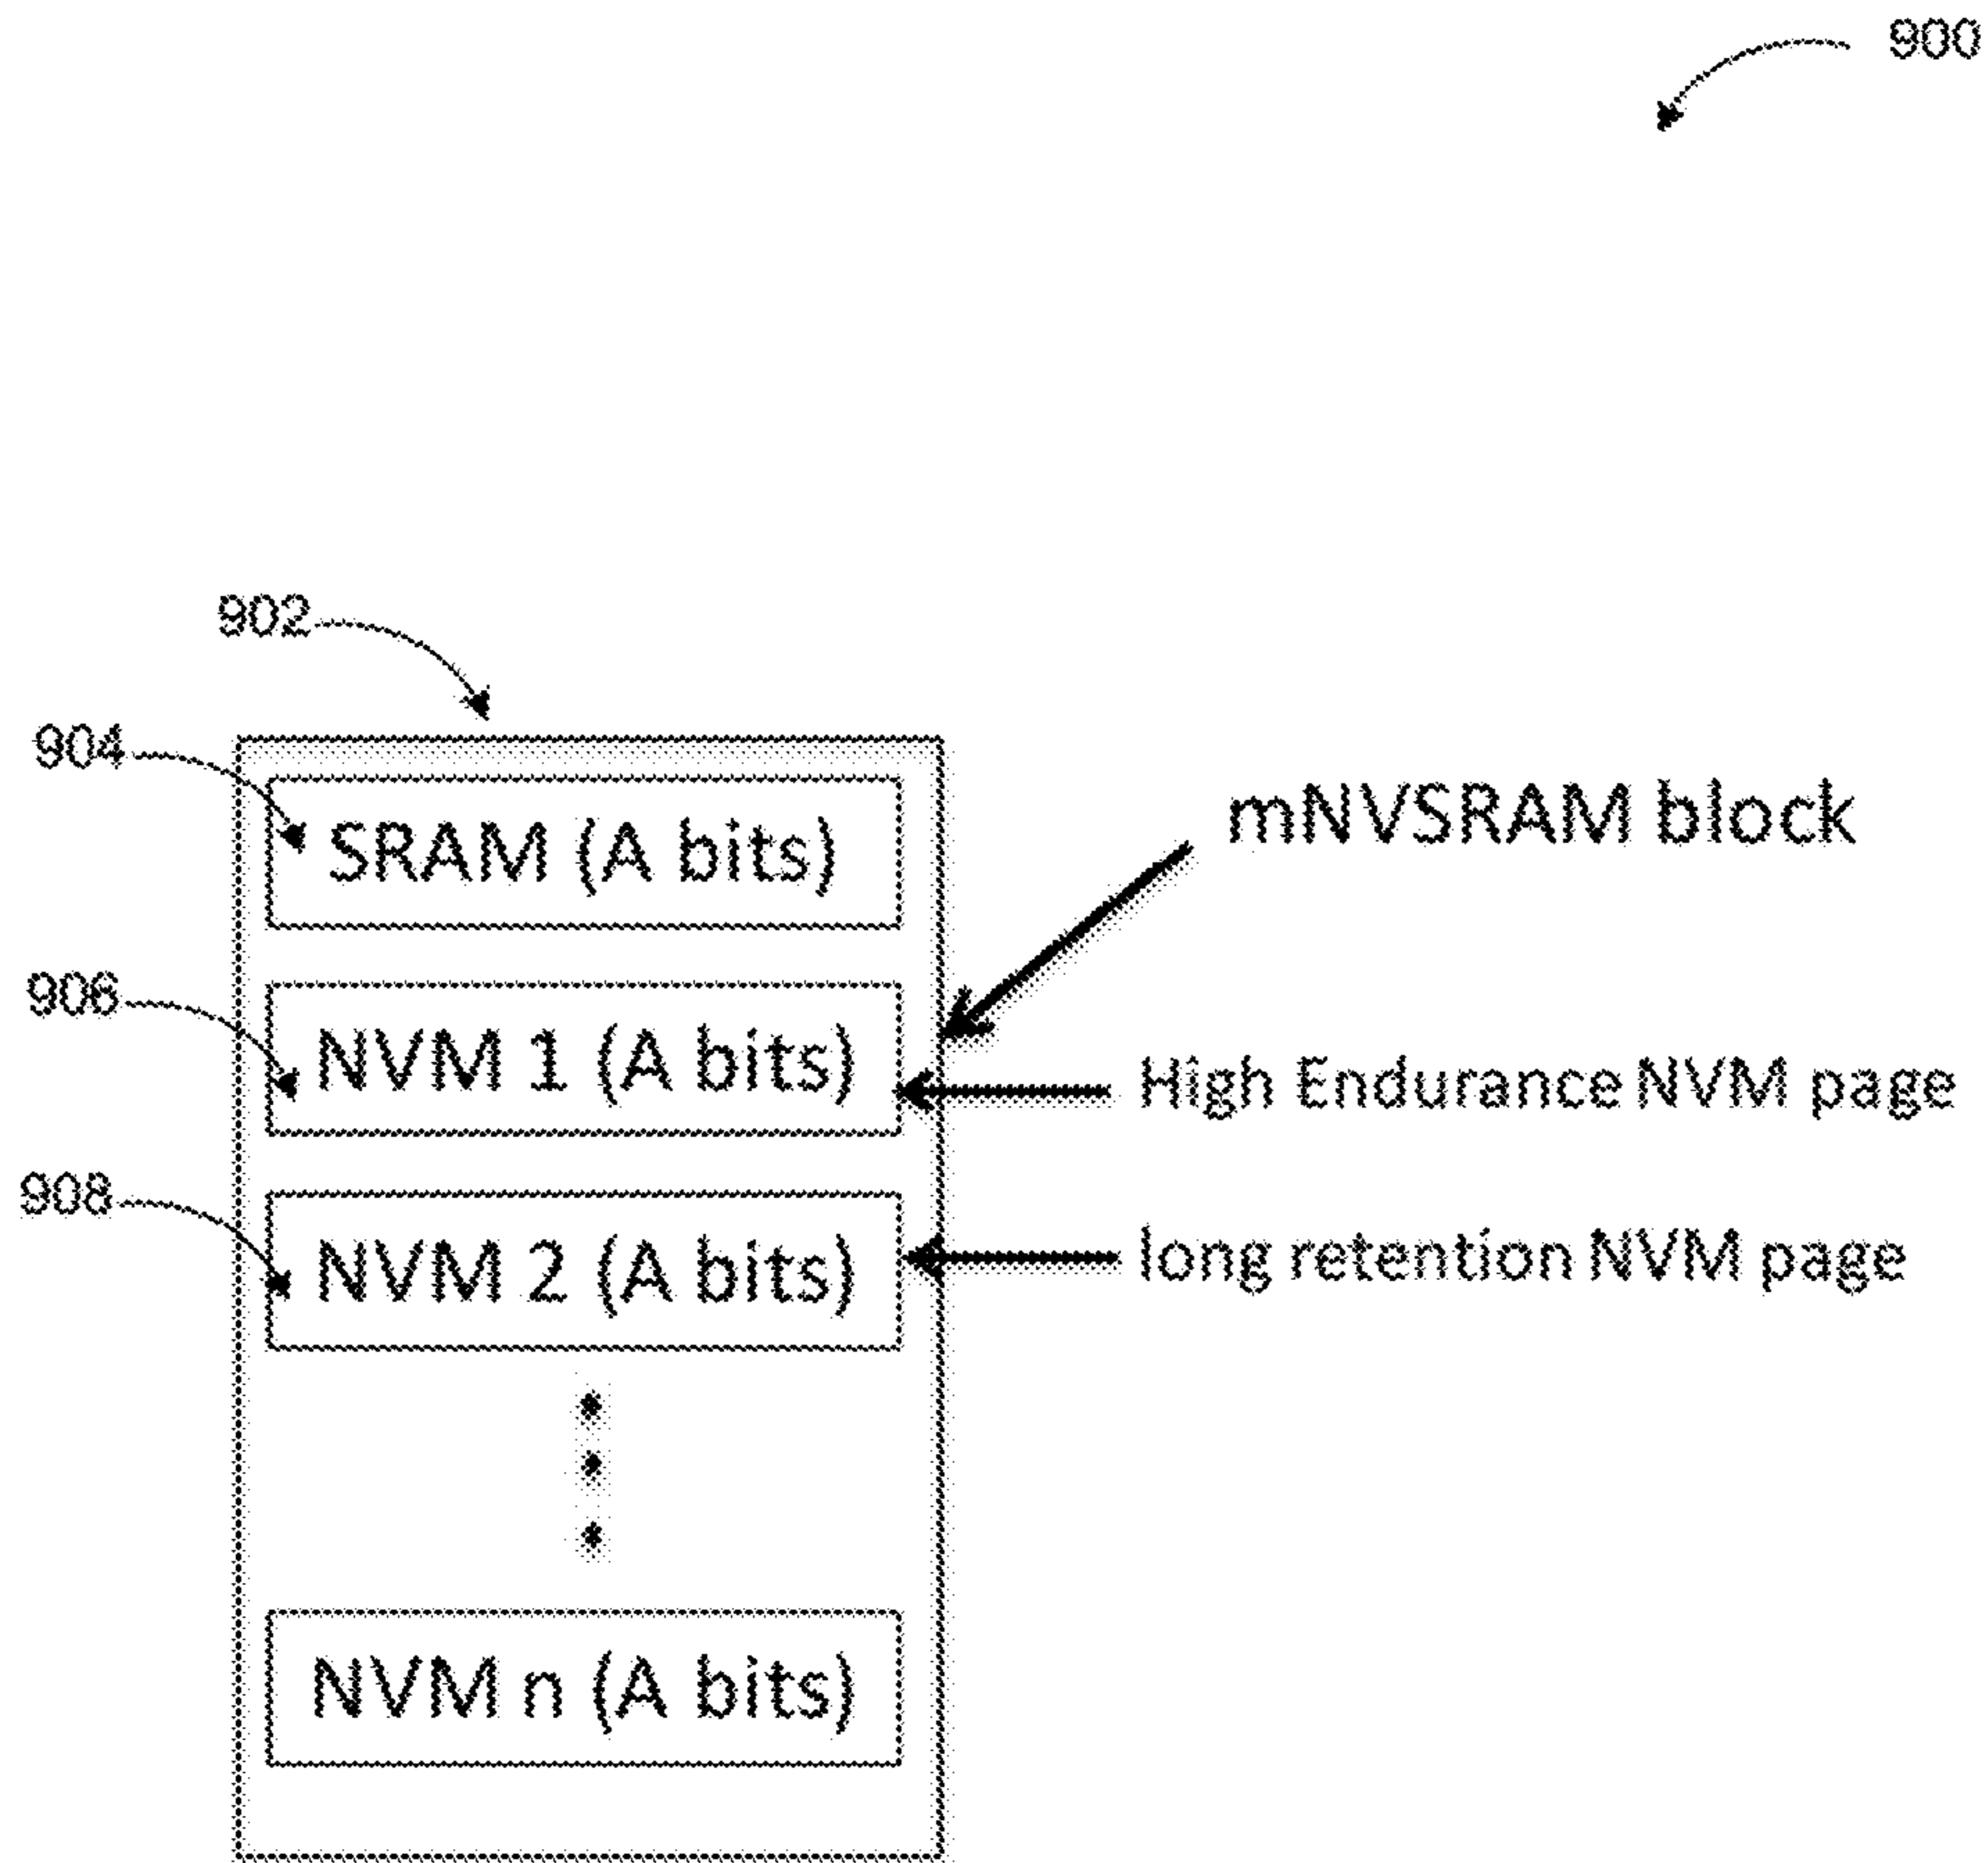 900
902
904
SRAM (A bits)
mNVSRAM block
906
NVM 1 (A bits)
High Endurance NVM page
908
NVM 2 (A bits)
long retention NVM page
NVM n (A bits)